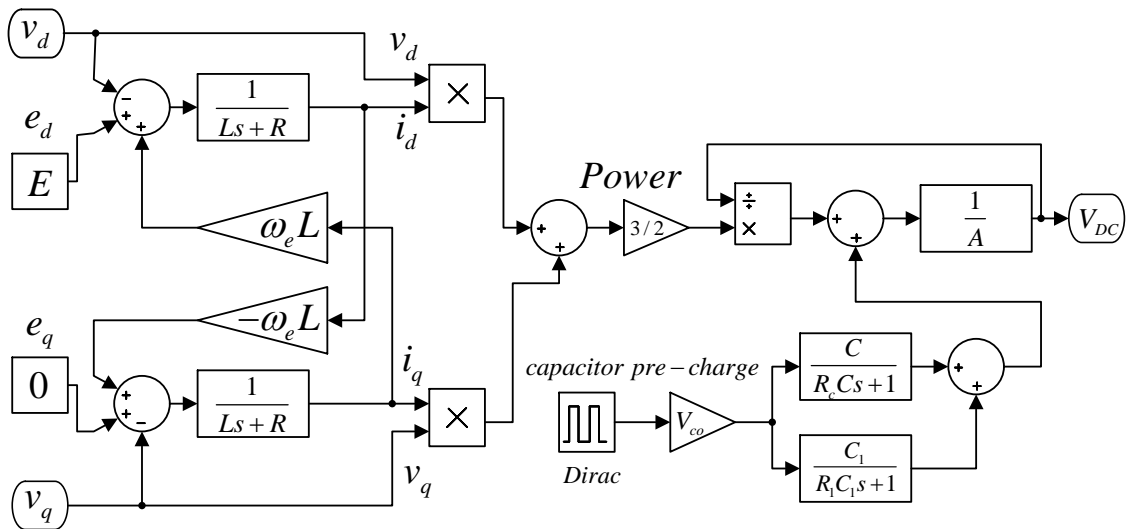 v_d
v_d
-
+
+
1
Ls + R
×
e_d
i_d
E
Power
÷
×
+
+
1
A
V_DC
ω_e L
+
+
3 / 2
-ω_e L
e_q
i_q
0
+
+
-
1
Ls + R
×
capacitor pre-charge
C
R_c Cs + 1
+
+
V_co
Dirac
C_1
R_1 C_1 s + 1
v_q
v_q